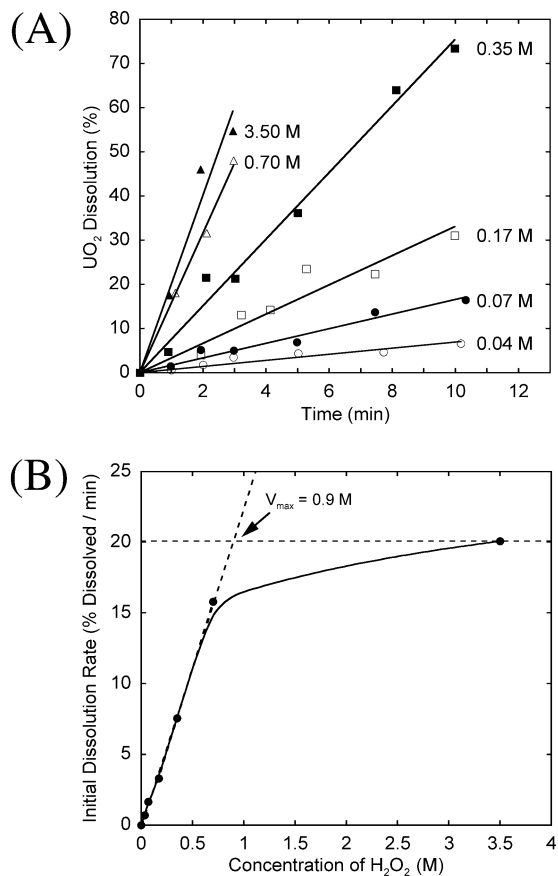 (A)
80
70
60
50
40
30
20
10
0
UO₂ Dissolution (%)
0.35 M
3.50 M
0.70 M
0.17 M
0.07 M
0.04 M
0 2 4 6 8 10 12
Time (min)
(B)
25
20
15
10
5
0
Initial Dissolution Rate (% Dissolved / min)
Vmax = 0.9 M
0 0.5 1 1.5 2 2.5 3 3.5 4
Concentration of H₂O₂ (M)